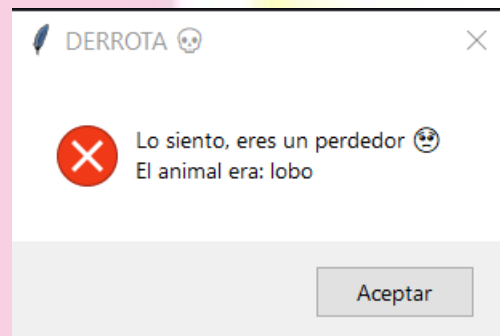 DERROTA 💀
Lo siento, eres un perdedor 🥺
El animal era: lobo
Aceptar